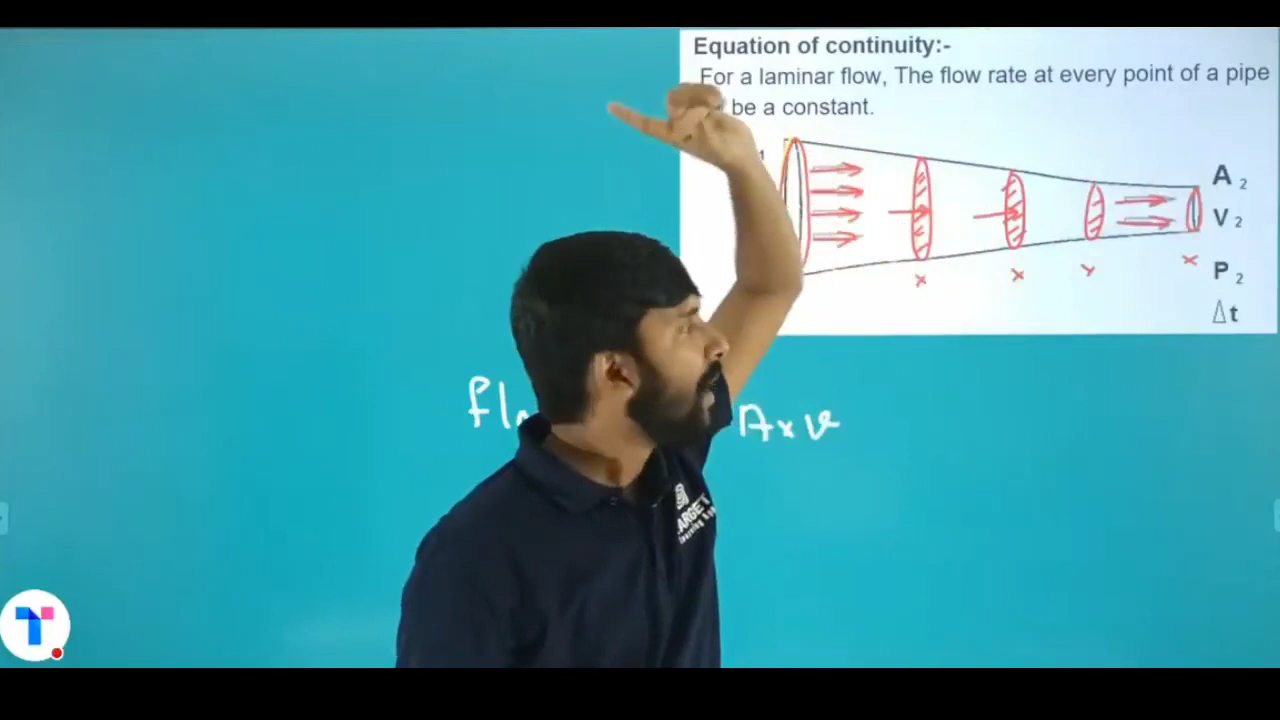 Equation of continuity:-
For a laminar flow, The flow rate at every point of a pipe
be a constant.
A 2
V 2
P 2
Δt
A x v